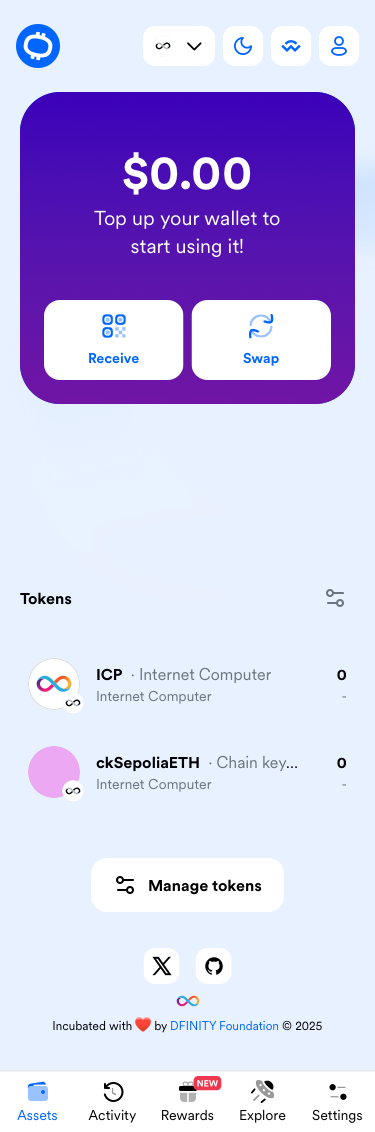 $0.00
Top up your wallet to
start using it!
Receive Swap
Tokens
ICP · Internet Computer 0
Internet Computer -
ckSepoliaETH · Chain key... 0
Internet Computer -
Manage tokens
Incubated with ❤️ by DFINITY Foundation © 2025
NEW
Assets Activity Rewards Explore Settings